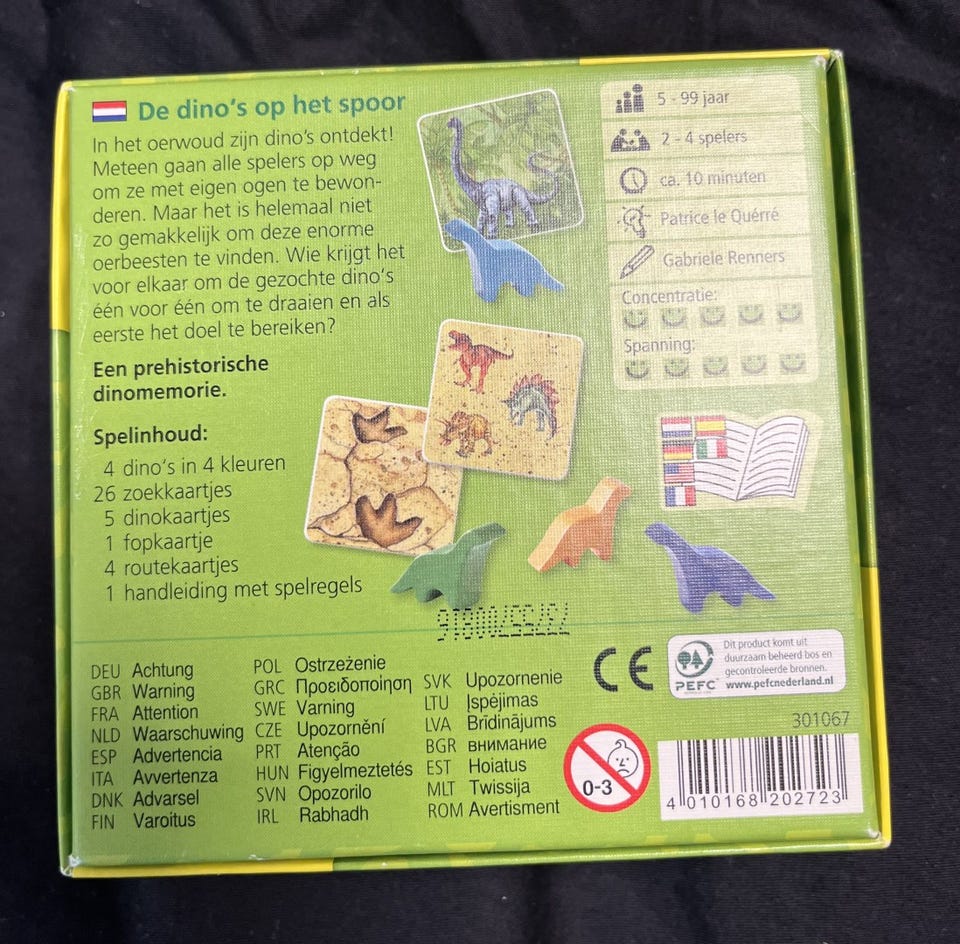 De dino's op het spoor
In het oerwoud zijn dino's ontdekt!
Meteen gaan alle spelers op weg
om ze met eigen ogen te bewon-
deren. Maar het is helemaal niet
zo gemakkelijk om deze enorme
oerbeesten te vinden. Wie krijgt het
voor elkaar om de gezochte dino's
één voor één om te draaien en als
eerste het doel te bereiken?
Een prehistorische
dinomemorie.
Spelinhoud:
4 dino's in 4 kleuren
26 zoekkaartjes
5 dinokaartjes
1 fopkaartje
4 routekaartjes
1 handleiding met spelregels
5 - 99 jaar
2 - 4 spelers
ca. 10 minuten
Patrice le Quérré
Gabriele Renners
Concentratie:
Spanning:
DEU Achtung
GBR Warning
FRA Attention
NLD Waarschuwing
ESP Advertencia
ITA Avvertenza
DNK Advarsel
FIN Varoitus
POL Ostrzeżenie
GRC Προειδοποίηση
SWE Varning
CZE Upozornění
PRT Atenção
HUN Figyelmeztetés
SVN Opozorilo
IRL Rabhadh
SVK Upozornenie
LTU Įspėjimas
LVA Brīdinājums
BGR внимание
EST Hoiatus
MLT Twissija
ROM Avertisment
CE
PEFC
Dit product komt uit
duurzaam beheerd bos en
gecontroleerde bronnen.
www.pefcnederland.nl
0-3
301067
4 010168 202723